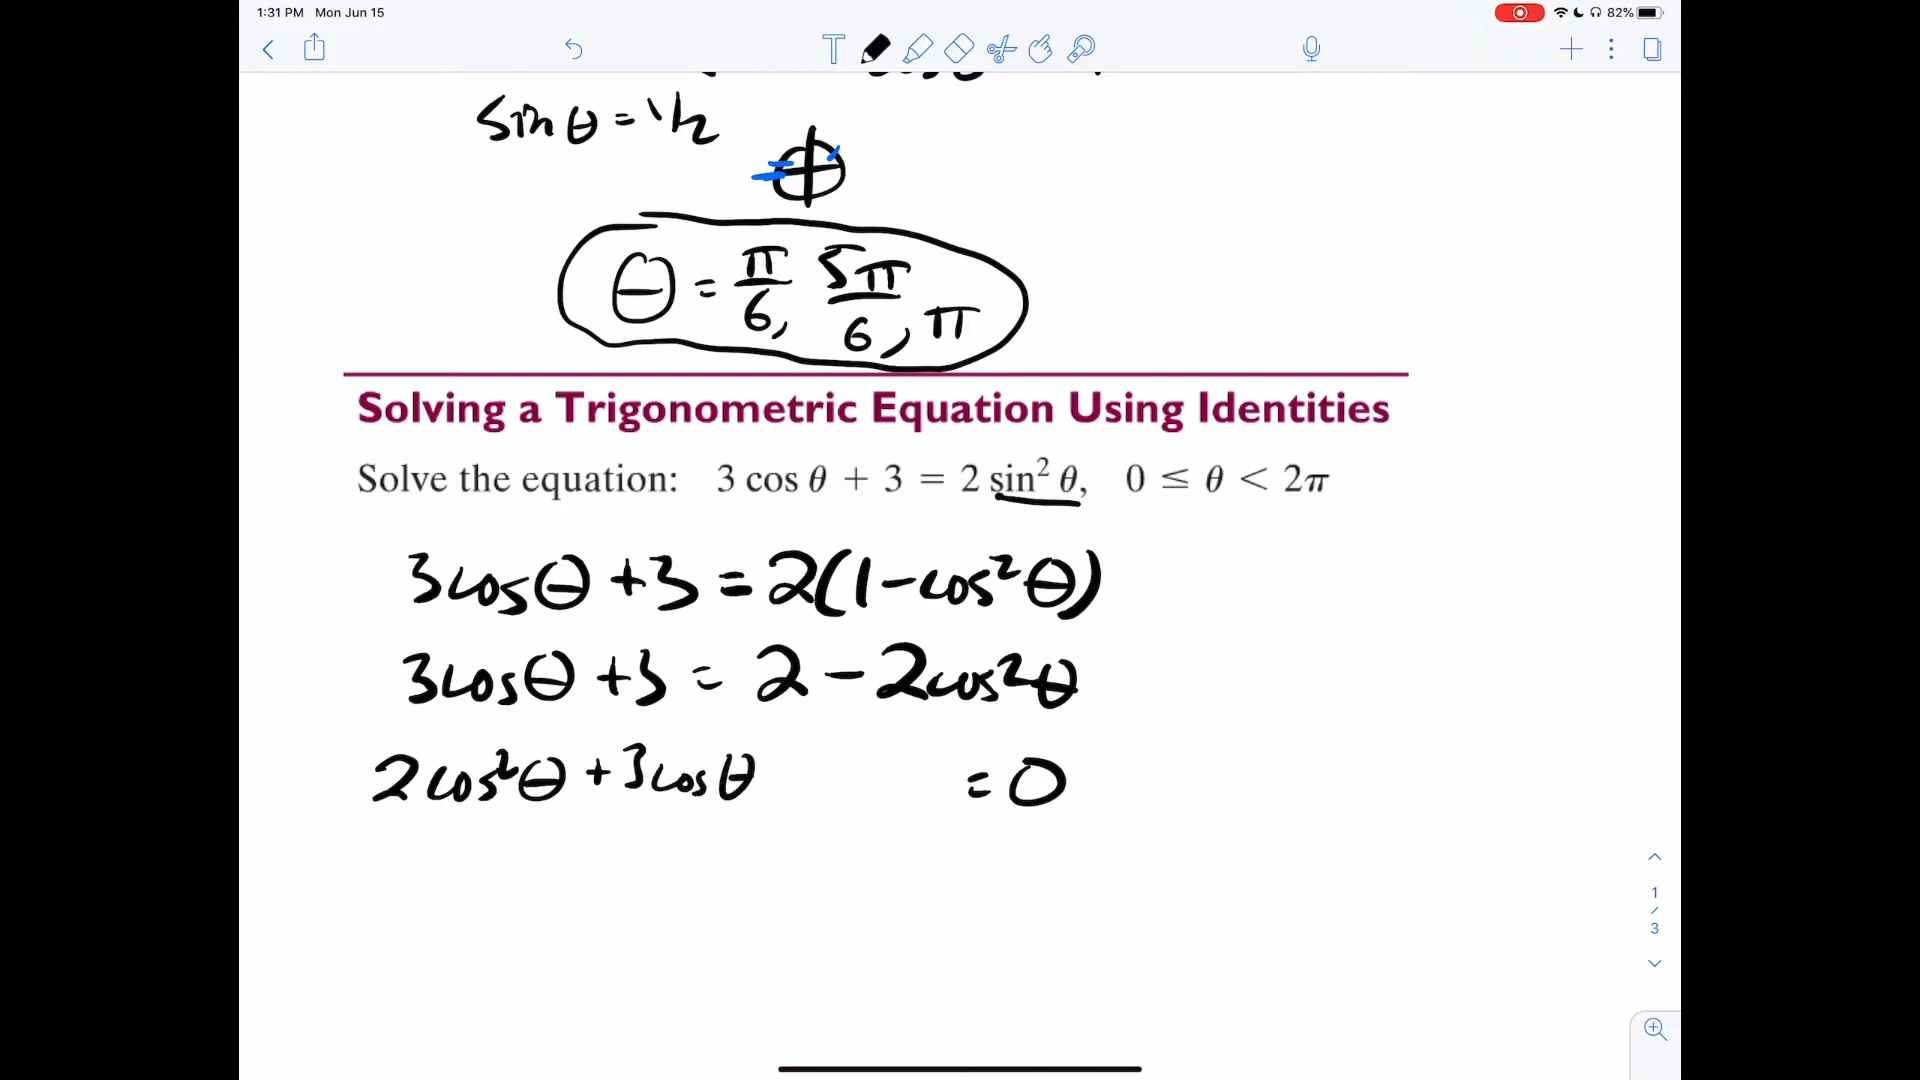 1:31 PM Mon Jun 15 82%
sin θ = 1/2
θ = π/6, 5π/6, π
Solving a Trigonometric Equation Using Identities
Solve the equation: 3 cos θ + 3 = 2 sin² θ, 0 ≤ θ < 2π
3cosθ + 3 = 2(1 - cos²θ)
3cosθ + 3 = 2 - 2cos²θ
2cos²θ + 3cosθ = 0
1
/
3